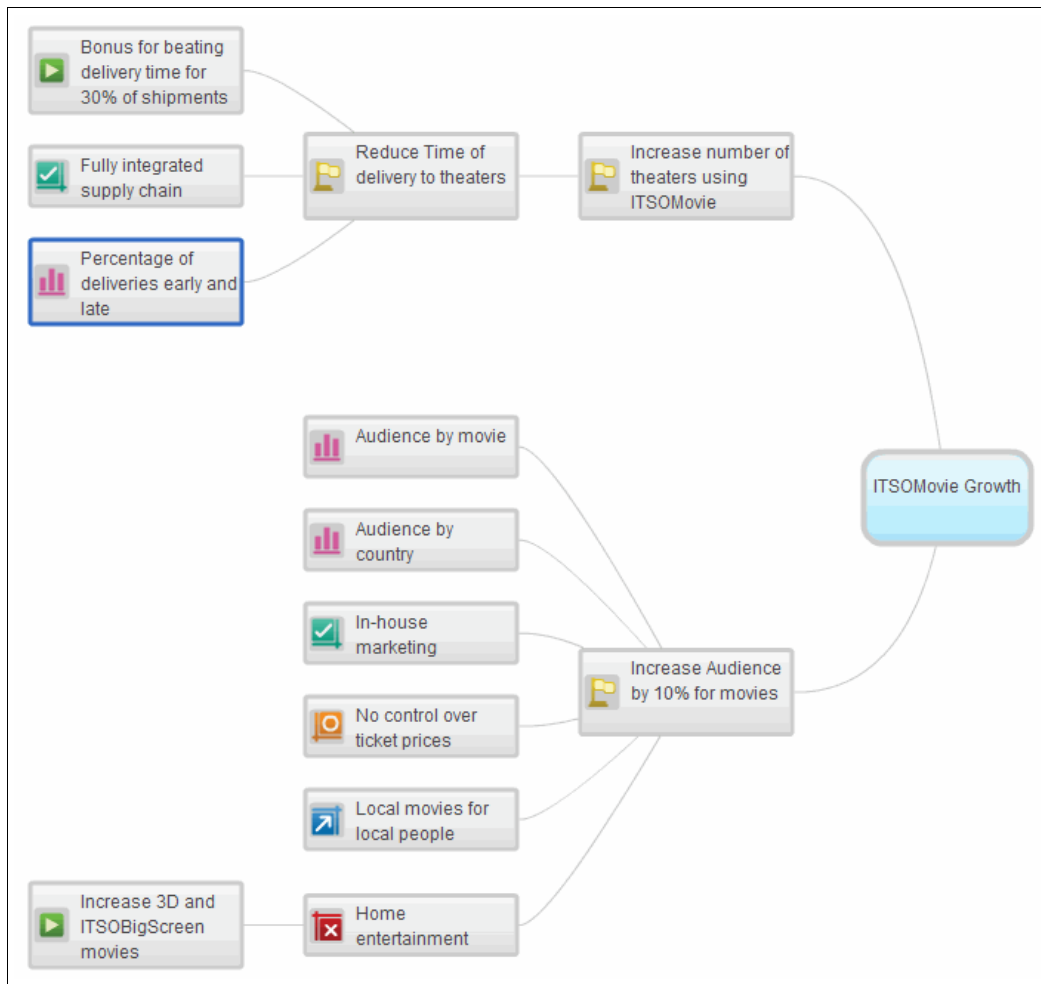 Bonus for beating
delivery time for
30% of shipments
Fully integrated
supply chain
Percentage of
deliveries early and
late
Reduce Time of
delivery to theaters
Increase number of
theaters using
ITSOMovie
Audience by movie
Audience by
country
In-house
marketing
No control over
ticket prices
Local movies for
local people
Increase 3D and
ITSOBigScreen
movies
Home
entertainment
Increase Audience
by 10% for movies
ITSOMovie Growth